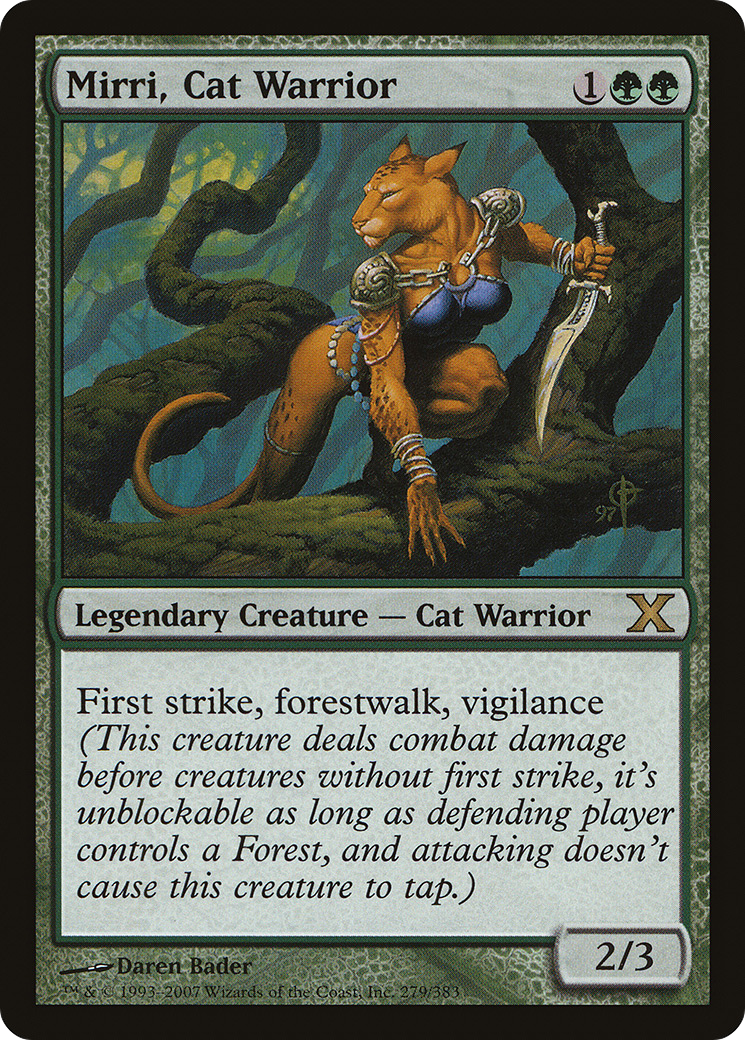 Mirri, Cat Warrior 1
97
Legendary Creature — Cat Warrior X
First strike, forestwalk, vigilance
(This creature deals combat damage
before creatures without first strike, it's
unblockable as long as defending player
controls a Forest, and attacking doesn't
cause this creature to tap.)
2/3
Daren Bader
™ & © 1993–2007 Wizards of the Coast, Inc. 279/383